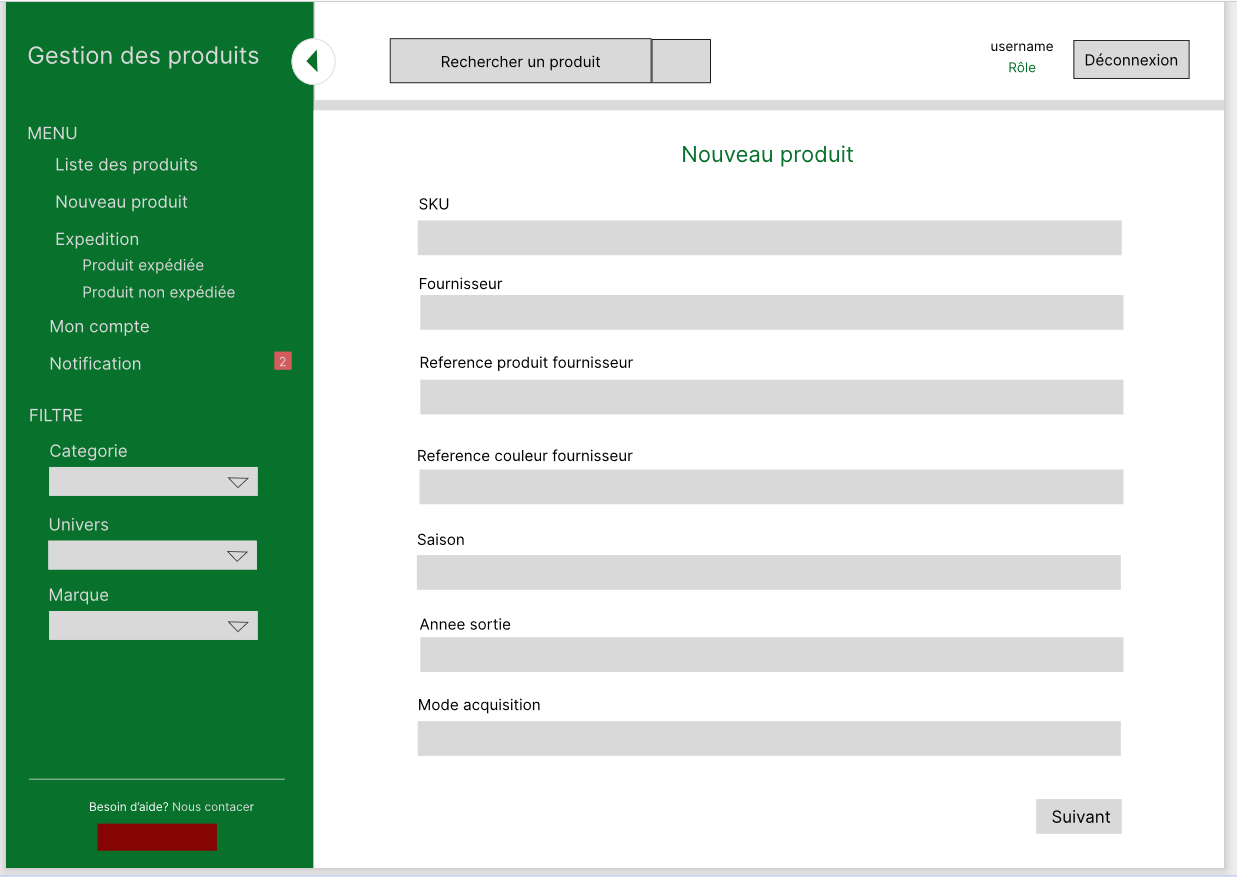 Gestion des produits
Rechercher un produit
username
Rôle
Déconnexion
MENU
Liste des produits
Nouveau produit
Expedition
Produit expédiée
Produit non expédiée
Mon compte
Notification
2
FILTRE
Categorie
Univers
Marque
Besoin d'aide? Nous contacer
Nouveau produit
SKU
Fournisseur
Reference produit fournisseur
Reference couleur fournisseur
Saison
Annee sortie
Mode acquisition
Suivant